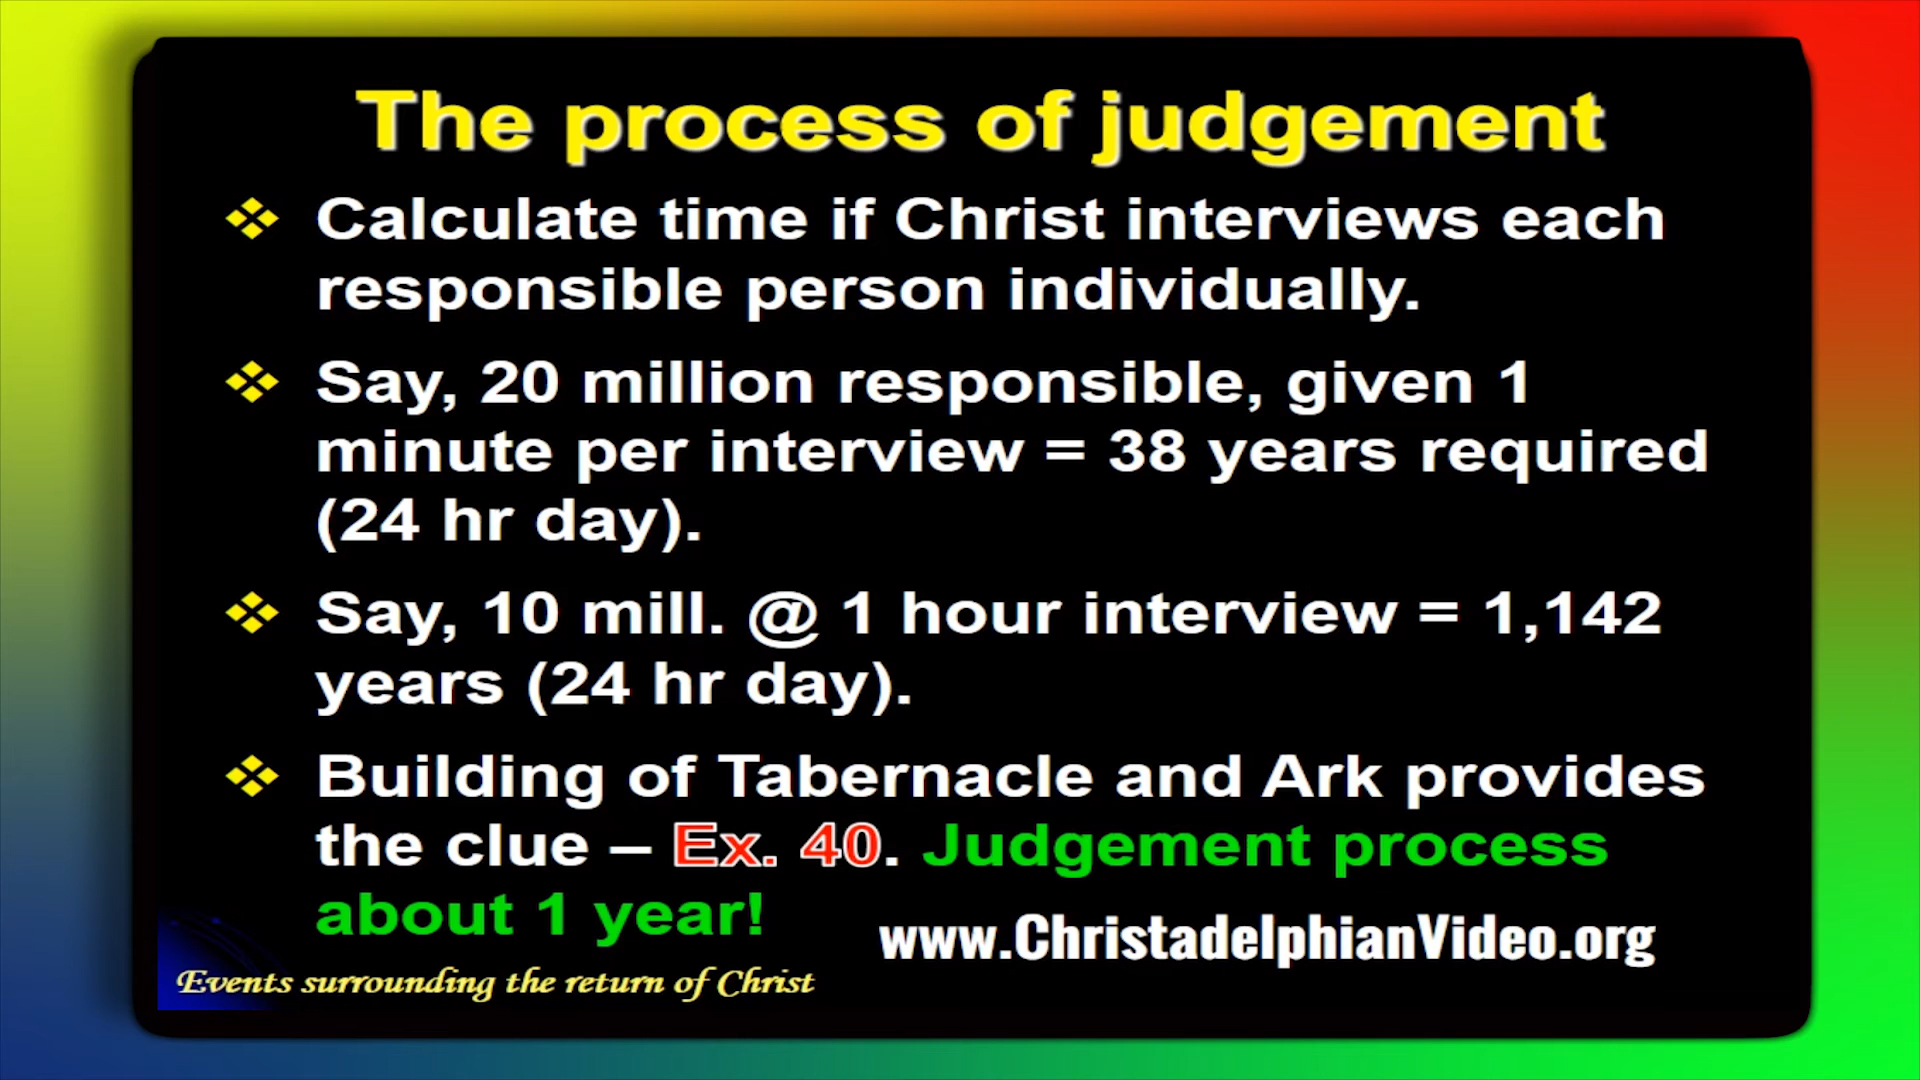 The process of judgement
Calculate time if Christ interviews each
responsible person individually.
Say, 20 million responsible, given 1
minute per interview = 38 years required
(24 hr day).
Say, 10 mill. @ 1 hour interview = 1,142
years (24 hr day).
Building of Tabernacle and Ark provides
the clue – Ex. 40. Judgement process
about 1 year!
www.ChristadelphianVideo.org
Events surrounding the return of Christ